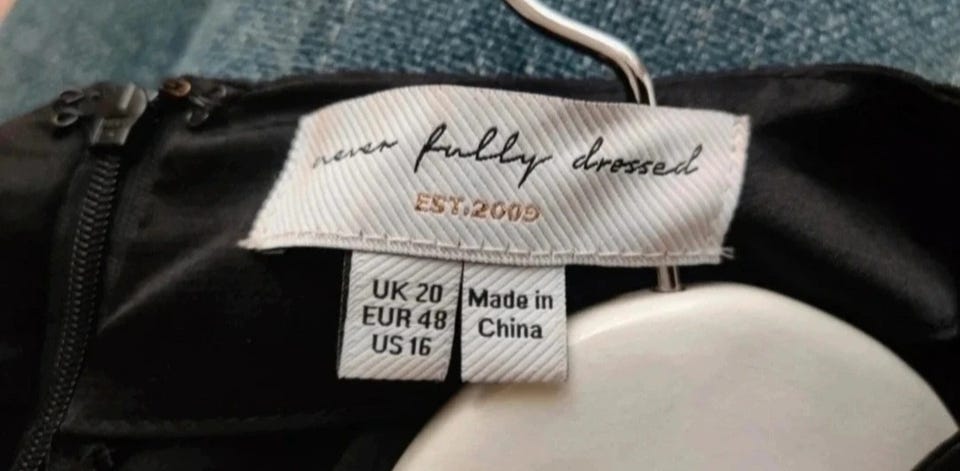 never fully dressed
EST.2009
UK 20
EUR 48
US 16
Made in
China